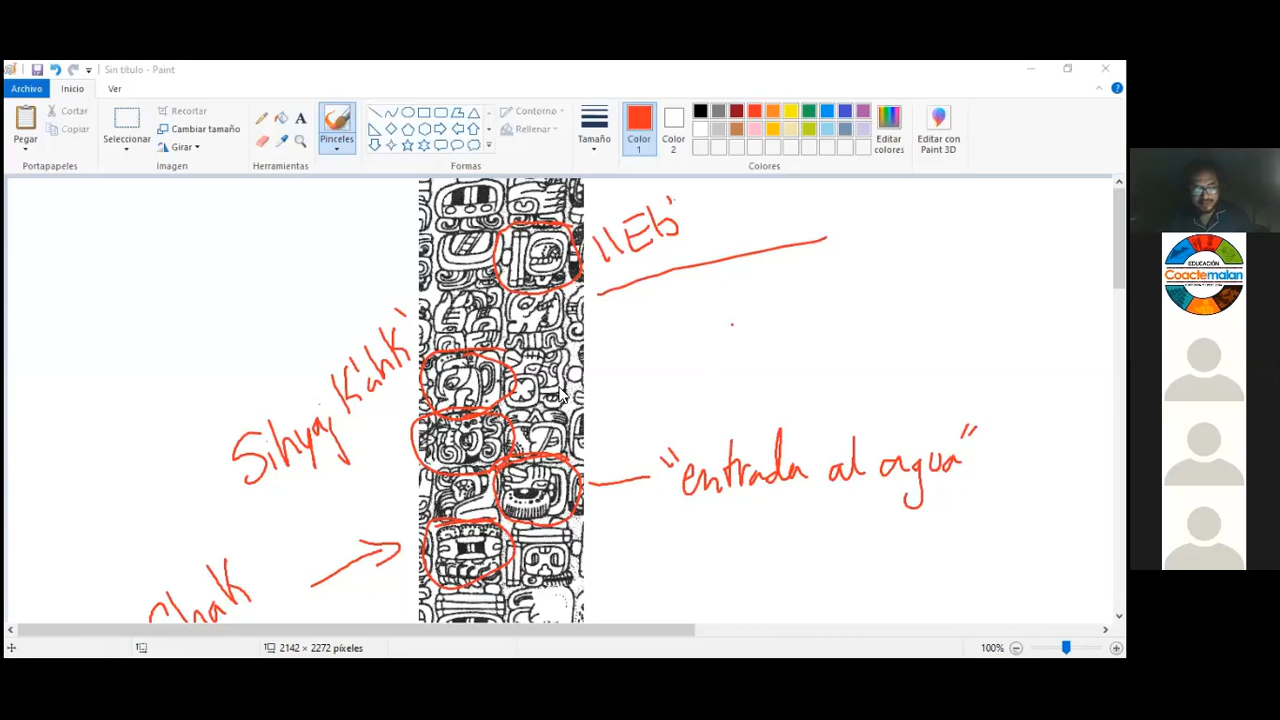 Sin título - Paint
Archivo Inicio Ver
Pegar
Cortar
Copiar
Portapapeles
Seleccionar
Recortar
Cambiar tamaño
Girar
Imagen
Herramientas
Pinceles
Formas
Contorno
Rellenar
Tamaño
Color 1
Color 2
Editar colores
Colores
Editar con Paint 3D
11Eb'
Sihyaj K'ahk'
"entrada al agua"
Chak
2142 × 2272 píxeles
100%
EDUCACIÓN
Coactemalan